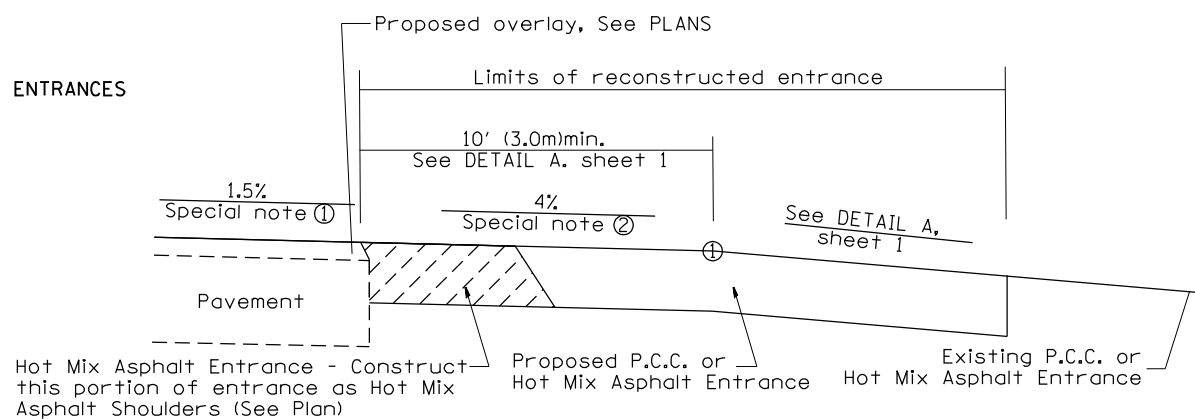 Proposed overlay, See PLANS
ENTRANCES
Limits of reconstructed entrance
10' (3.0m)min.
See DETAIL A. sheet 1
1.5%
Special note ①
4%
Special note ②
See DETAIL A,
sheet 1
①
Pavement
Hot Mix Asphalt Entrance - Construct
this portion of entrance as Hot Mix
Asphalt Shoulders (See Plan)
Proposed P.C.C. or
Hot Mix Asphalt Entrance
Existing P.C.C. or
Hot Mix Asphalt Entrance